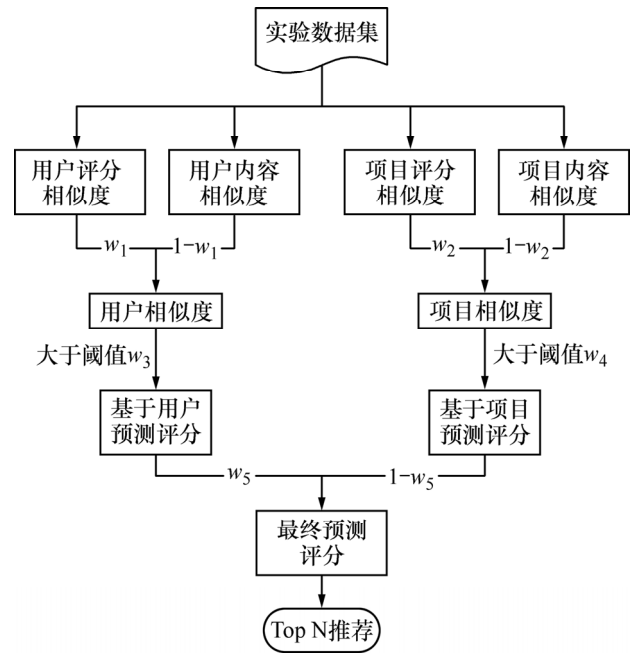 实验数据集
用户评分
相似度
用户内容
相似度
项目评分
相似度
项目内容
相似度
w₁
1−w₁
w₂
1−w₂
用户相似度
项目相似度
大于阈值w₃
大于阈值w₄
基于用户
预测评分
基于项目
预测评分
w₅
1−w₅
最终预测
评分
Top N推荐